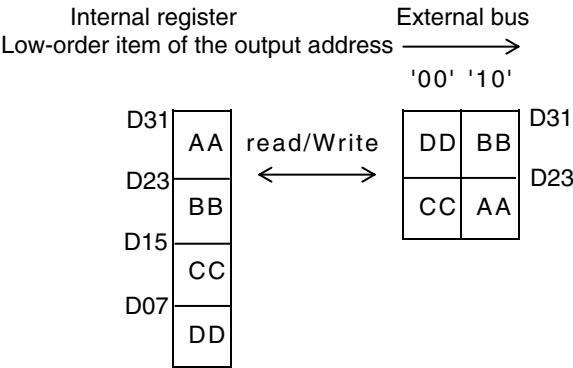 Internal register External bus
Low-order item of the output address
'00' '10'
D31 D31
AA read/Write DD BB
D23 D23
BB CC AA
D15
CC
D07
DD